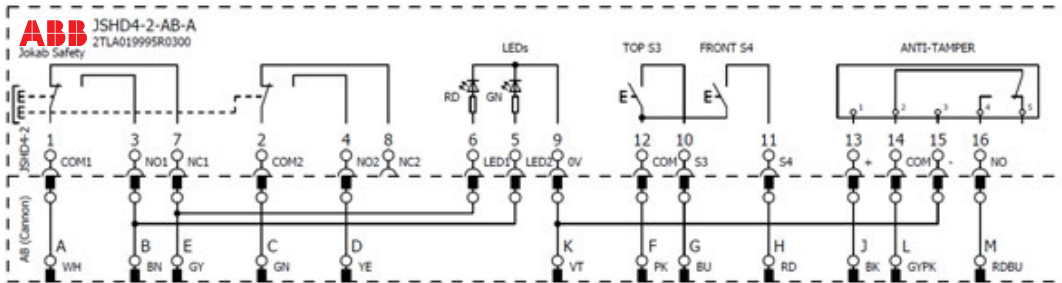 ABB JSHD4-2-AB-A
2TLA019995R0300
Jokab Safety
LEDs TOP S3 FRONT S4 ANTI-TAMPER
RD GN
E E E E
1 2 3 4 5
JSHD4-2
1 3 7 2 4 8 6 5 9 12 10 11 13 14 15 16
COM1 NO1 NC1 COM2 NO2 NC2 LED1 LED2 0V COM S3 S4 + COM - NO
AB (Cannon)
A B E C D K F G H J L M
WH BN GY GN YE VT PK BU RD BK GYPK RDBU